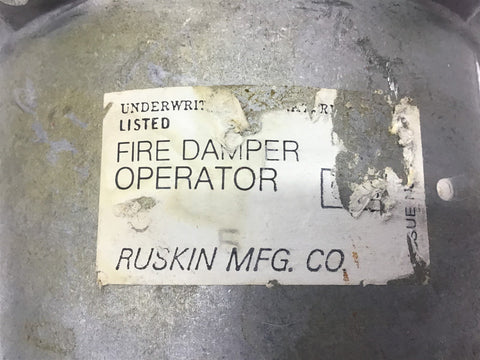 UNDERWRIT
LISTED
FIRE DAMPER
OPERATOR
RUSKIN MFG. CO.